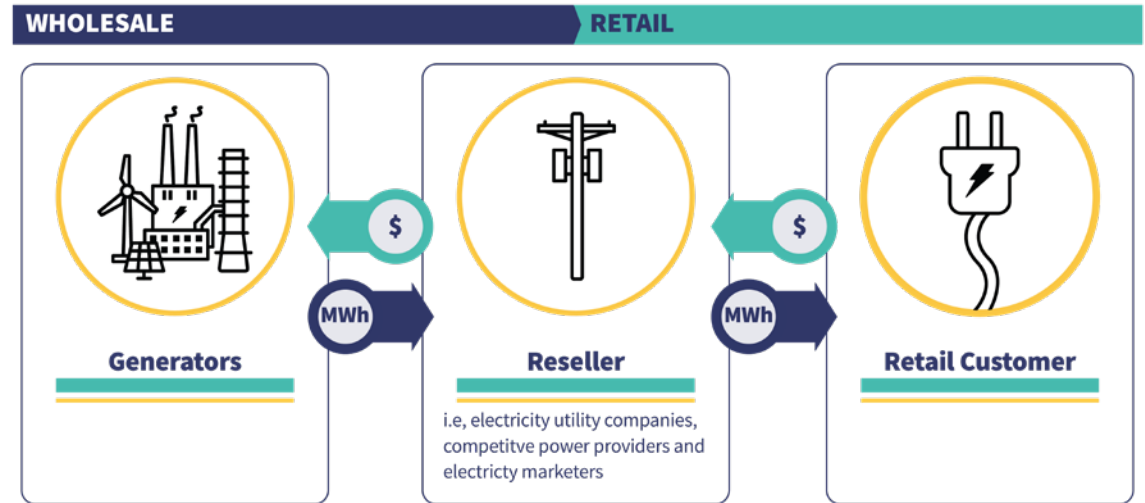 WHOLESALE
RETAIL
$
$
MWh
MWh
Generators
Reseller
Retail Customer
i.e, electricity utility companies,
competitve power providers and
electricty marketers